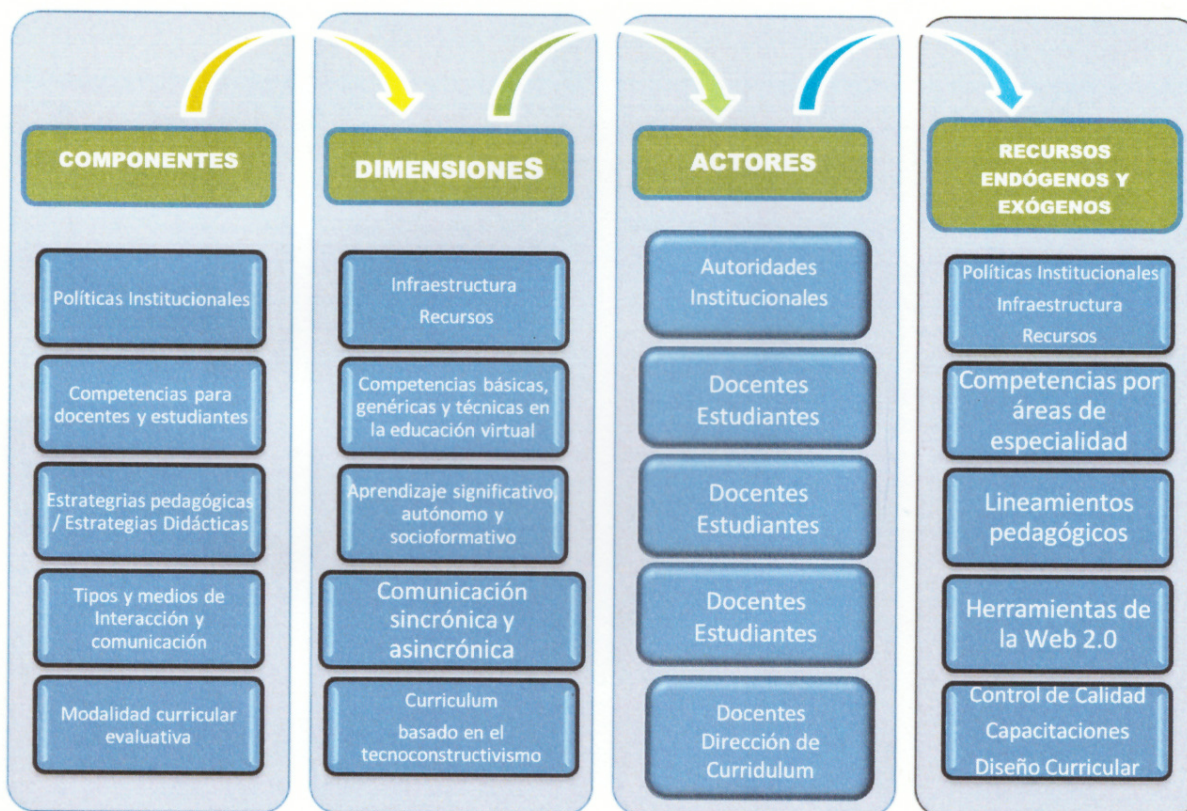 COMPONENTES
Políticas Institucionales
Competencias para
docentes y estudiantes
Estrategrias pedagógicas
/ Estrategias Didácticas
Tipos y medios de
Interacción y
comunicación
Modalidad curricular
evaluativa
DIMENSIONES
Infraestructura
Recursos
Competencias básicas,
genéricas y técnicas en
la educación virtual
Aprendizaje significativo,
autónomo y
socioformativo
Comunicación
sincrónica y
asincrónica
Curriculum
basado en el
tecnoconstructivismo
ACTORES
Autoridades
Institucionales
Docentes
Estudiantes
Docentes
Estudiantes
Docentes
Estudiantes
Docentes
Dirección de
Curridulum
RECURSOS
ENDÓGENOS Y
EXÓGENOS
Políticas Institucionales
Infraestructura
Recursos
Competencias por
áreas de
especialidad
Lineamientos
pedagógicos
Herramientas de
la Web 2.0
Control de Calidad
Capacitaciones
Diseño Curricular